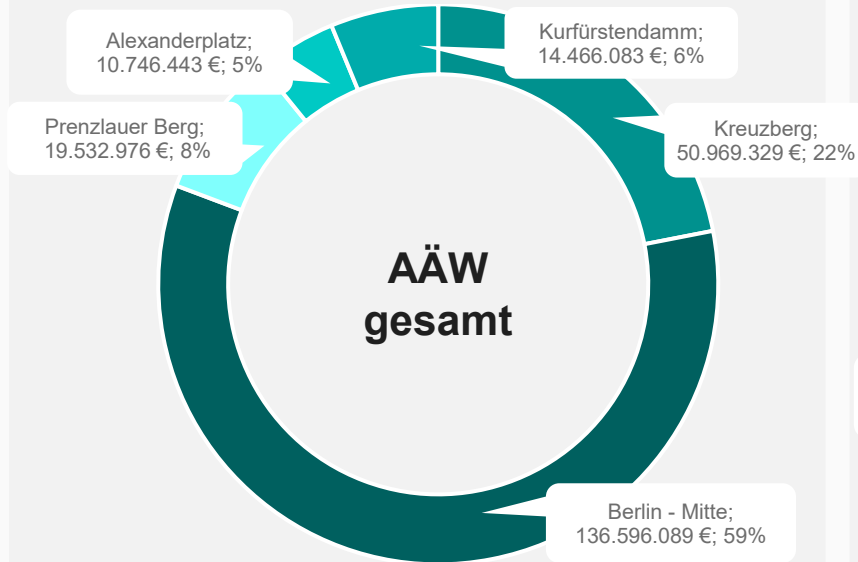 Alexanderplatz;
10.746.443 €; 5%
Kurfürstendamm;
14.466.083 €; 6%
Prenzlauer Berg;
19.532.976 €; 8%
Kreuzberg;
50.969.329 €; 22%
AÄW
gesamt
Berlin - Mitte;
136.596.089 €; 59%